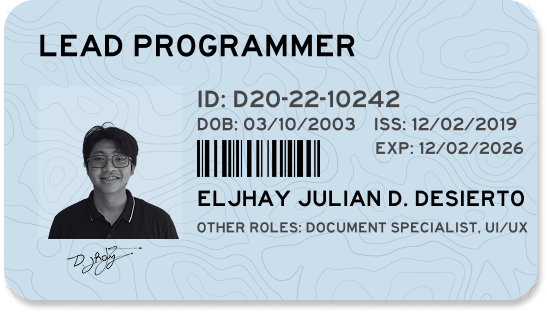 LEAD PROGRAMMER
ID: D20-22-10242
DOB: 03/10/2003 ISS: 12/02/2019
EXP: 12/02/2026
ELJHAY JULIAN D. DESIERTO
OTHER ROLES: DOCUMENT SPECIALIST, UI/UX